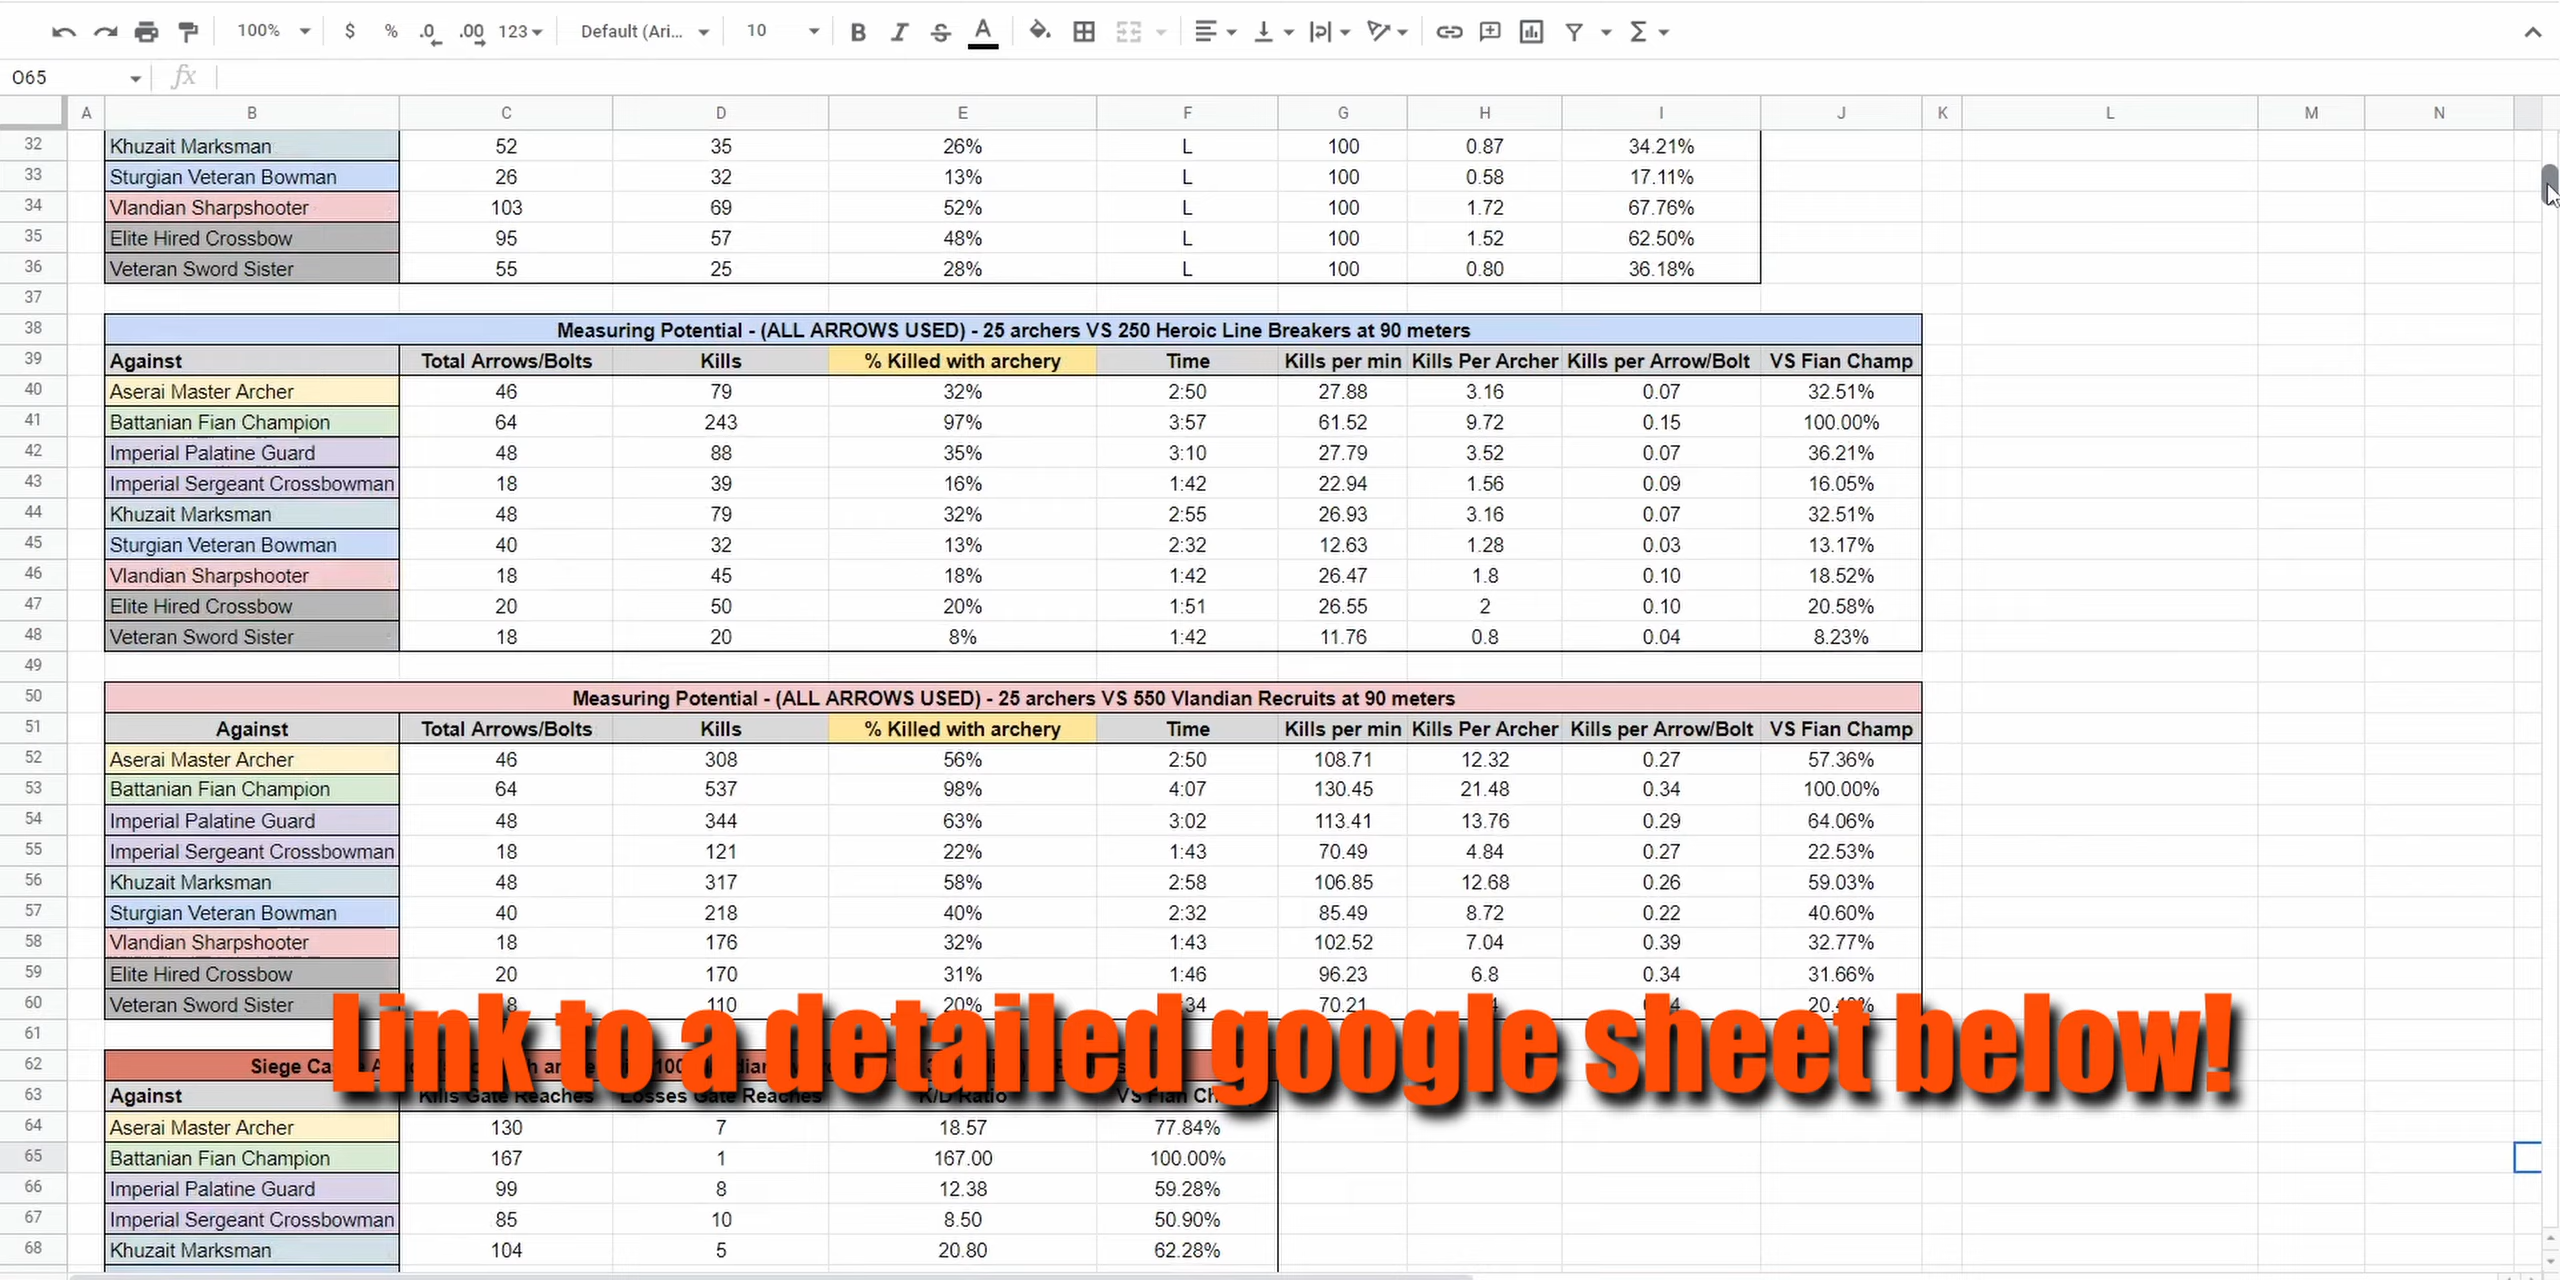 100% $ % .0 .00 123 Default (Ari... 10 B I S A
O65 fx
A B C D E F G H I J K L M N
32 Khuzait Marksman 52 35 26% L 100 0.87 34.21%
33 Sturgian Veteran Bowman 26 32 13% L 100 0.58 17.11%
34 Vlandian Sharpshooter 103 69 52% L 100 1.72 67.76%
35 Elite Hired Crossbow 95 57 48% L 100 1.52 62.50%
36 Veteran Sword Sister 55 25 28% L 100 0.80 36.18%
37
38 Measuring Potential - (ALL ARROWS USED) - 25 archers VS 250 Heroic Line Breakers at 90 meters
39 Against Total Arrows/Bolts Kills % Killed with archery Time Kills per min Kills Per Archer Kills per Arrow/Bolt VS Fian Champ
40 Aserai Master Archer 46 79 32% 2:50 27.88 3.16 0.07 32.51%
41 Battanian Fian Champion 64 243 97% 3:57 61.52 9.72 0.15 100.00%
42 Imperial Palatine Guard 48 88 35% 3:10 27.79 3.52 0.07 36.21%
43 Imperial Sergeant Crossbowman 18 39 16% 1:42 22.94 1.56 0.09 16.05%
44 Khuzait Marksman 48 79 32% 2:55 26.93 3.16 0.07 32.51%
45 Sturgian Veteran Bowman 40 32 13% 2:32 12.63 1.28 0.03 13.17%
46 Vlandian Sharpshooter 18 45 18% 1:42 26.47 1.8 0.10 18.52%
47 Elite Hired Crossbow 20 50 20% 1:51 26.55 2 0.10 20.58%
48 Veteran Sword Sister 18 20 8% 1:42 11.76 0.8 0.04 8.23%
49
50 Measuring Potential - (ALL ARROWS USED) - 25 archers VS 550 Vlandian Recruits at 90 meters
51 Against Total Arrows/Bolts Kills % Killed with archery Time Kills per min Kills Per Archer Kills per Arrow/Bolt VS Fian Champ
52 Aserai Master Archer 46 308 56% 2:50 108.71 12.32 0.27 57.36%
53 Battanian Fian Champion 64 537 98% 4:07 130.45 21.48 0.34 100.00%
54 Imperial Palatine Guard 48 344 63% 3:02 113.41 13.76 0.29 64.06%
55 Imperial Sergeant Crossbowman 18 121 22% 1:43 70.49 4.84 0.27 22.53%
56 Khuzait Marksman 48 317 58% 2:58 106.85 12.68 0.26 59.03%
57 Sturgian Veteran Bowman 40 218 40% 2:32 85.49 8.72 0.22 40.60%
58 Vlandian Sharpshooter 18 176 32% 1:43 102.52 7.04 0.39 32.77%
59 Elite Hired Crossbow 20 170 31% 1:46 96.23 6.8 0.34 31.66%
60 Veteran Sword Sister 110 20% 70.21
Link to a detailed google sheet below!
61
62 Siege
63 Against Kills Gate Reaches Losses Gate Reaches K/D Ratio VS Fian
64 Aserai Master Archer 130 7 18.57 77.84%
65 Battanian Fian Champion 167 1 167.00 100.00%
66 Imperial Palatine Guard 99 8 12.38 59.28%
67 Imperial Sergeant Crossbowman 85 10 8.50 50.90%
68 Khuzait Marksman 104 5 20.80 62.28%